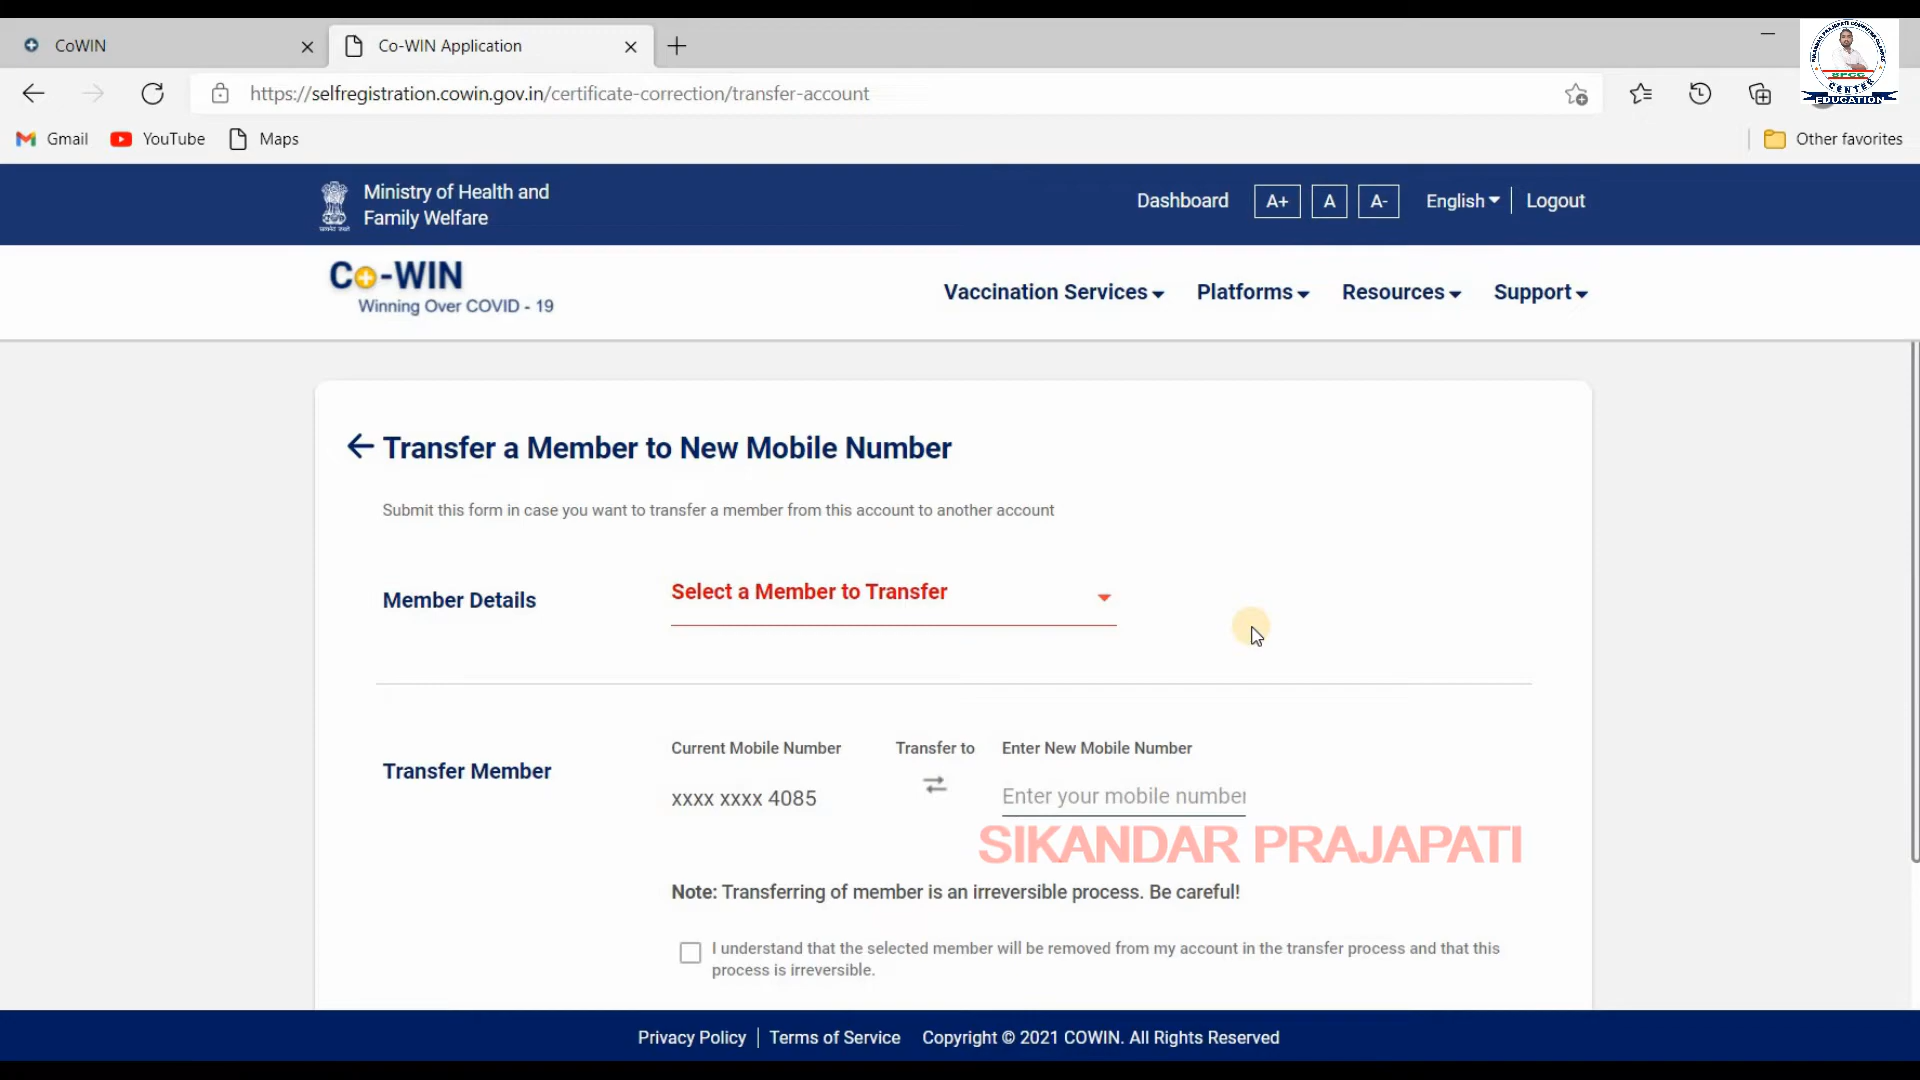 CoWIN
Co-WIN Application
https://selfregistration.cowin.gov.in/certificate-correction/transfer-account
Gmail
YouTube
Maps
Other favorites
CENTER
EDUCATION
Ministry of Health and
Family Welfare
Dashboard
A+
A
A-
English
Logout
Co-WIN
Winning Over COVID - 19
Vaccination Services
Platforms
Resources
Support
Transfer a Member to New Mobile Number
Submit this form in case you want to transfer a member from this account to another account
Member Details
Select a Member to Transfer
Transfer Member
Current Mobile Number
Transfer to
Enter New Mobile Number
xxxx xxxx 4085
Enter your mobile number
SIKANDAR PRAJAPATI
Note: Transferring of member is an irreversible process. Be careful!
I understand that the selected member will be removed from my account in the transfer process and that this
process is irreversible.
Privacy Policy
Terms of Service
Copyright © 2021 COWIN. All Rights Reserved